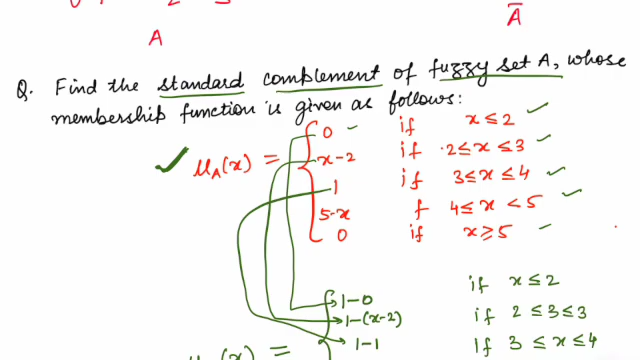 A
Ā
Q. Find the standard complement of fuzzy set A, whose
membership function is given as follows:
0 if x ≤ 2
μA(x) = x-2 if 2 ≤ x ≤ 3
1 if 3 ≤ x ≤ 4
5-x f 4 ≤ x < 5
0 if x ≥ 5
if x ≤ 2
1-0
if 2 ≤ 3 ≤ 3
1-(x-2)
1-1 if 3 ≤ x ≤ 4